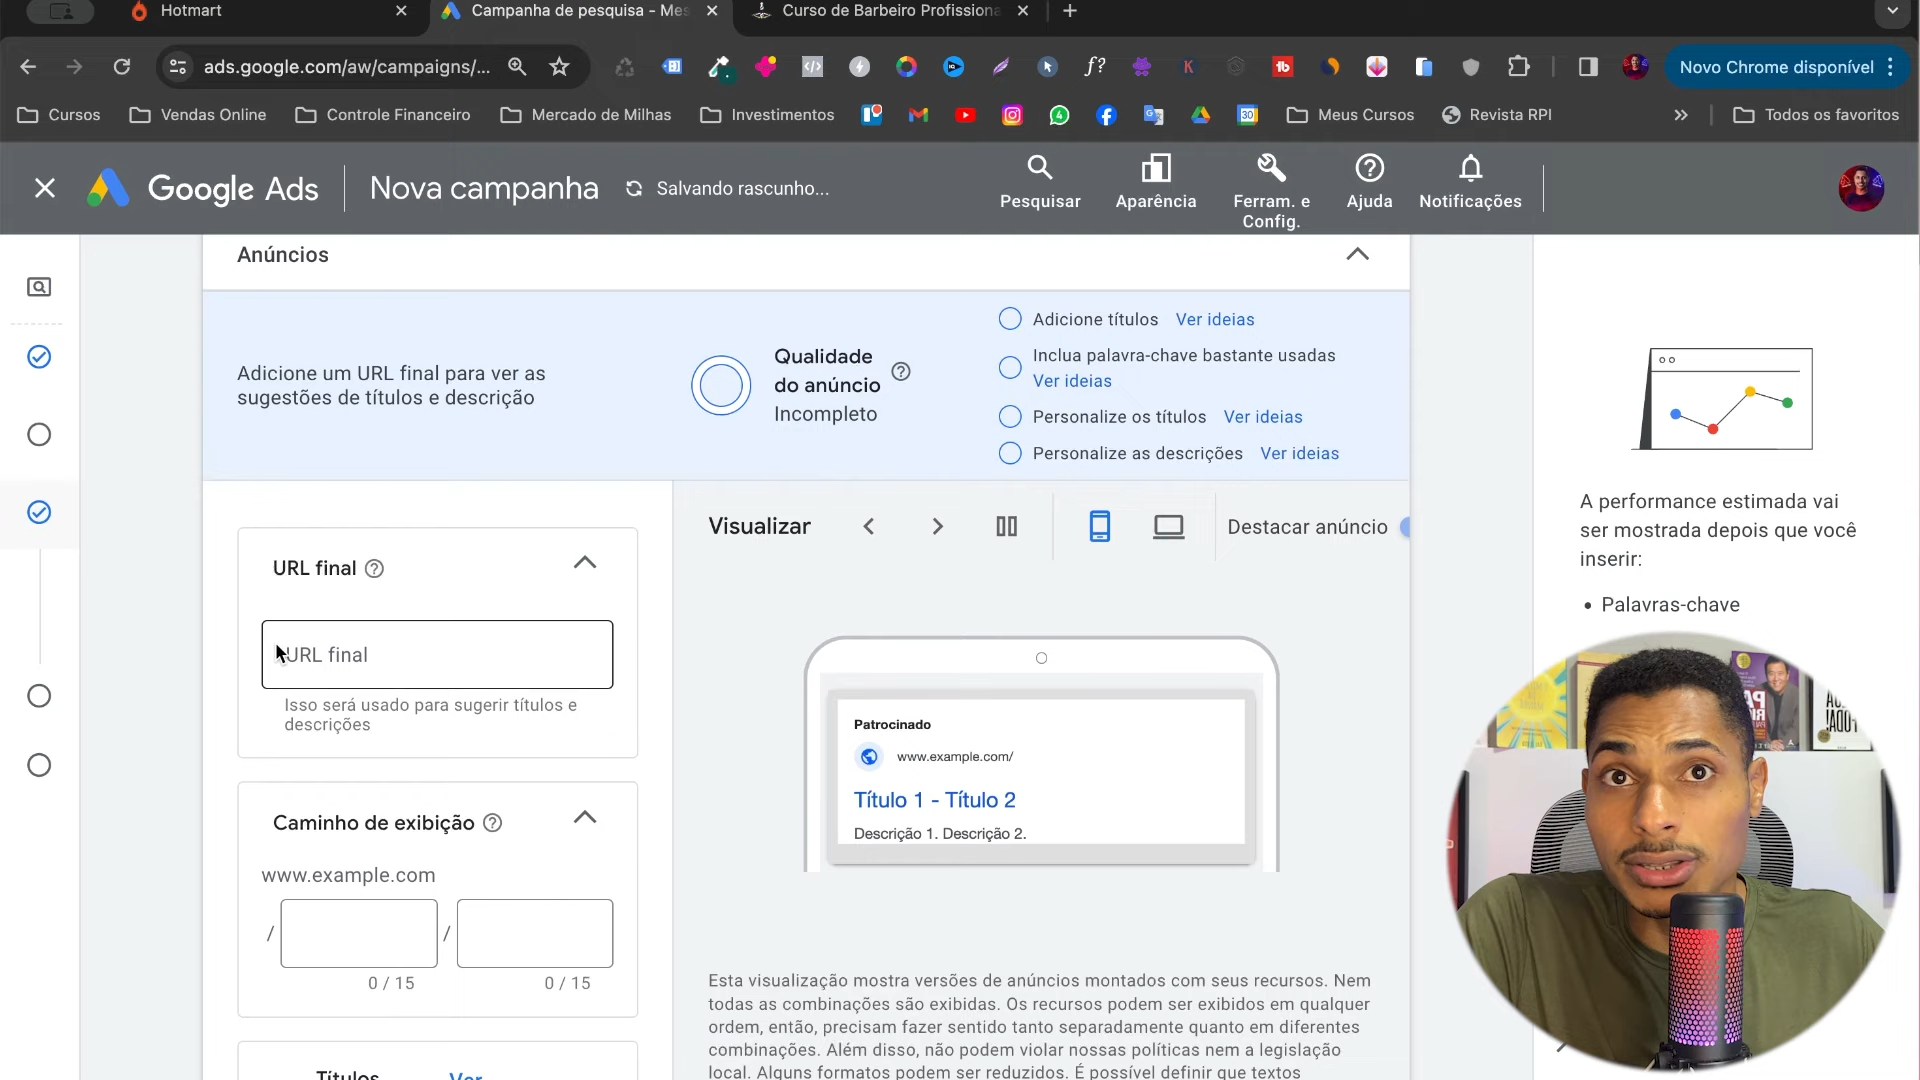 Hotmart
Campanha de pesquisa - Mes
Curso de Barbeiro Profissiona
ads.google.com/aw/campaigns/...
f?
K
Novo Chrome disponível
Cursos
Vendas Online
Controle Financeiro
Mercado de Milhas
Investimentos
4
30
Meus Cursos
Revista RPI
Todos os favoritos
Google Ads
Nova campanha
Salvando rascunho...
Pesquisar
Aparência
Ferram. e
Config.
Ajuda
Notificações
Anúncios
Adicione um URL final para ver as
sugestões de títulos e descrição
Qualidade
do anúncio
Incompleto
Adicione títulos Ver ideias
Inclua palavra-chave bastante usadas
Ver ideias
Personalize os títulos Ver ideias
Personalize as descrições Ver ideias
URL final
URL final
Isso será usado para sugerir títulos e
descrições
Caminho de exibição
www.example.com
/ /
0 / 15 0 / 15
Títulos Ver
Visualizar
Destacar anúncio
Patrocinado
www.example.com/
Título 1 - Título 2
Descrição 1. Descrição 2.
Esta visualização mostra versões de anúncios montados com seus recursos. Nem
todas as combinações são exibidas. Os recursos podem ser exibidos em qualquer
ordem, então, precisam fazer sentido tanto separadamente quanto em diferentes
combinações. Além disso, não podem violar nossas políticas nem a legislação
local. Alguns formatos podem ser reduzidos. É possível definir que textos
A performance estimada vai
ser mostrada depois que você
inserir:
• Palavras-chave